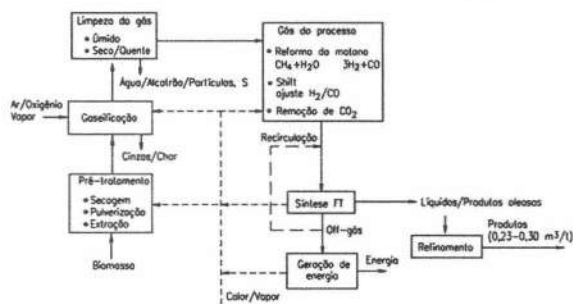 Limpeza do gás
• Úmido
• Seco/Quente
Água/Alcatrão/Partículas, S
Gás do processo
• Reforma do metano
CH₄+H₂O 3H₂+CO
• Shift
ajuste H₂/CO
• Remoção de CO₂
Ar/Oxigênio
Vapor
Gaseificação
Cinzas/Char
Recirculação
Pré-tratamento
• Secagem
• Pulverização
• Extração
Biomassa
Síntese FT
Líquidos/Produtos oleosos
Off-gás
Produtos
(0,23-0,30 m³/t)
Refinamento
Geração de
energia
Energia
Calor/Vapor